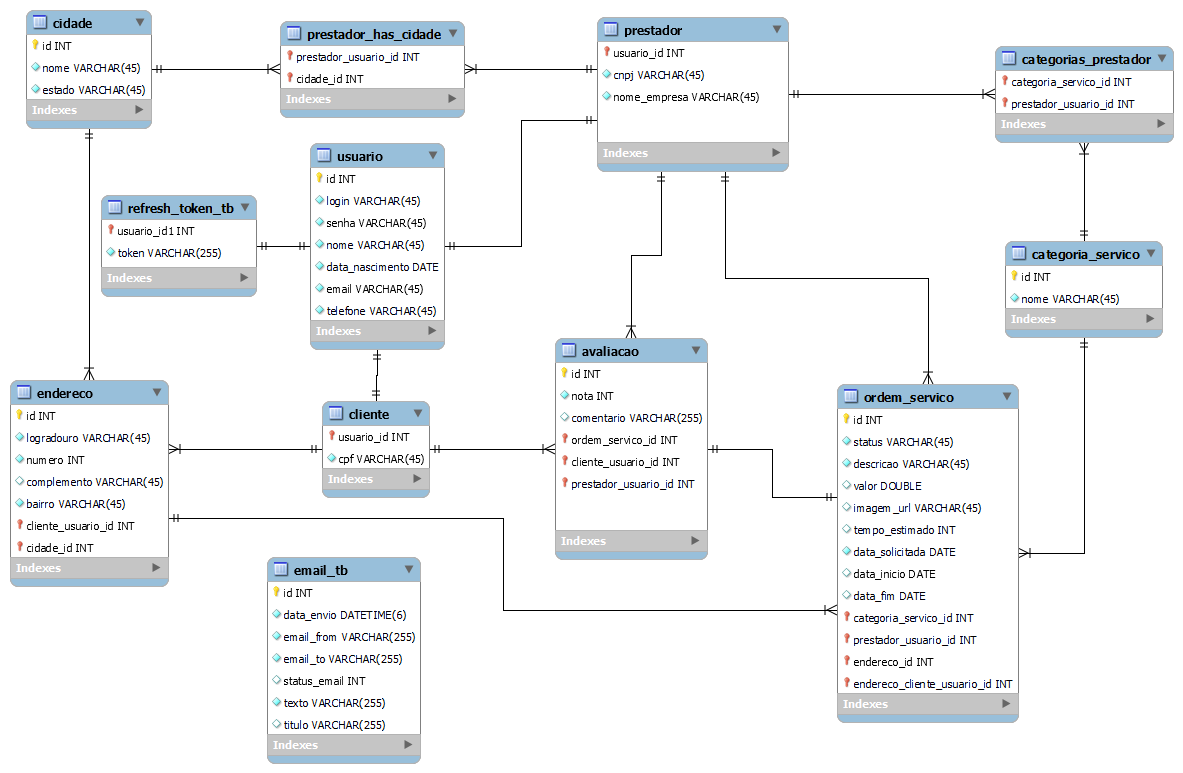 cidade
id INT
nome VARCHAR(45)
estado VARCHAR(45)
Indexes
prestador_has_cidade
prestador_usuario_id INT
cidade_id INT
Indexes
prestador
usuario_id INT
cnpj VARCHAR(45)
nome_empresa VARCHAR(45)
Indexes
categorias_prestador
categoria_servico_id INT
prestador_usuario_id INT
Indexes
usuario
id INT
login VARCHAR(45)
senha VARCHAR(45)
nome VARCHAR(45)
data_nascimento DATE
email VARCHAR(45)
telefone VARCHAR(45)
Indexes
refresh_token_tb
usuario_id1 INT
token VARCHAR(255)
Indexes
categoria_servico
id INT
nome VARCHAR(45)
Indexes
endereco
id INT
logradouro VARCHAR(45)
numero INT
complemento VARCHAR(45)
bairro VARCHAR(45)
cliente_usuario_id INT
cidade_id INT
Indexes
cliente
usuario_id INT
cpf VARCHAR(45)
Indexes
avaliacao
id INT
nota INT
comentario VARCHAR(255)
ordem_servico_id INT
cliente_usuario_id INT
prestador_usuario_id INT
Indexes
ordem_servico
id INT
status VARCHAR(45)
descricao VARCHAR(45)
valor DOUBLE
imagem_url VARCHAR(45)
tempo_estimado INT
data_solicitada DATE
data_inicio DATE
data_fim DATE
categoria_servico_id INT
prestador_usuario_id INT
endereco_id INT
endereco_cliente_usuario_id INT
Indexes
email_tb
id INT
data_envio DATETIME(6)
email_from VARCHAR(255)
email_to VARCHAR(255)
status_email INT
texto VARCHAR(255)
titulo VARCHAR(255)
Indexes